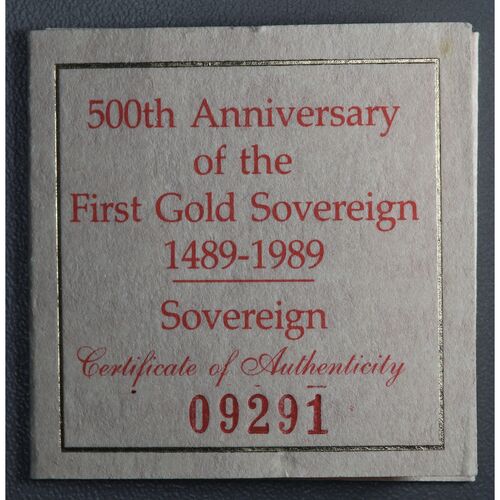 500th Anniversary
of the
First Gold Sovereign
1489-1989
Sovereign
Certificate of Authenticity
09291